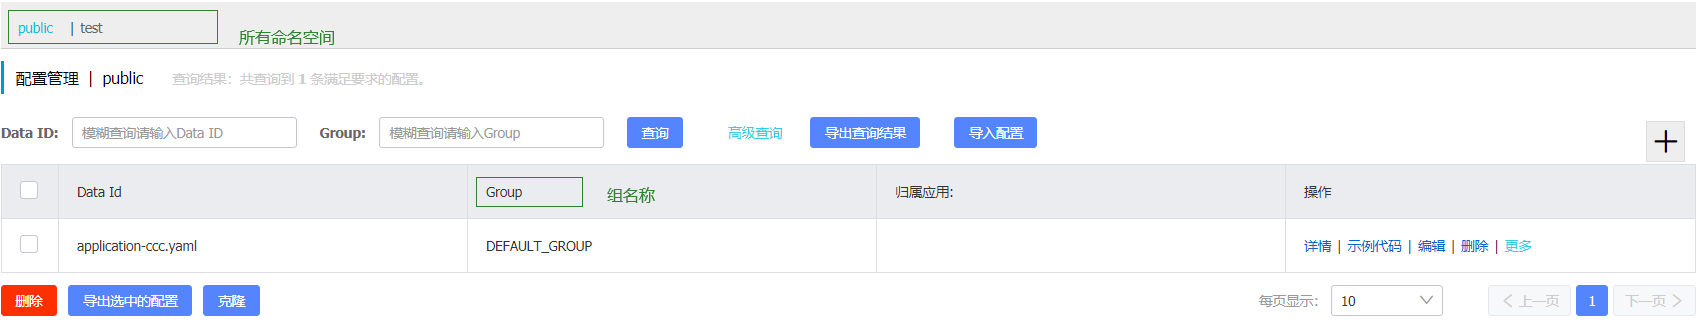 public | test
所有命名空间
配置管理 | public 查询结果：共查询到 1 条满足要求的配置。
Data ID: 模糊查询请输入Data ID Group: 模糊查询请输入Group 查询 高级查询 导出查询结果 导入配置
Data Id Group 组名称 归属应用: 操作
application-ccc.yaml DEFAULT_GROUP 详情 | 示例代码 | 编辑 | 删除 | 更多
删除 导出选中的配置 克隆 每页显示: 10 上一页 1 下一页